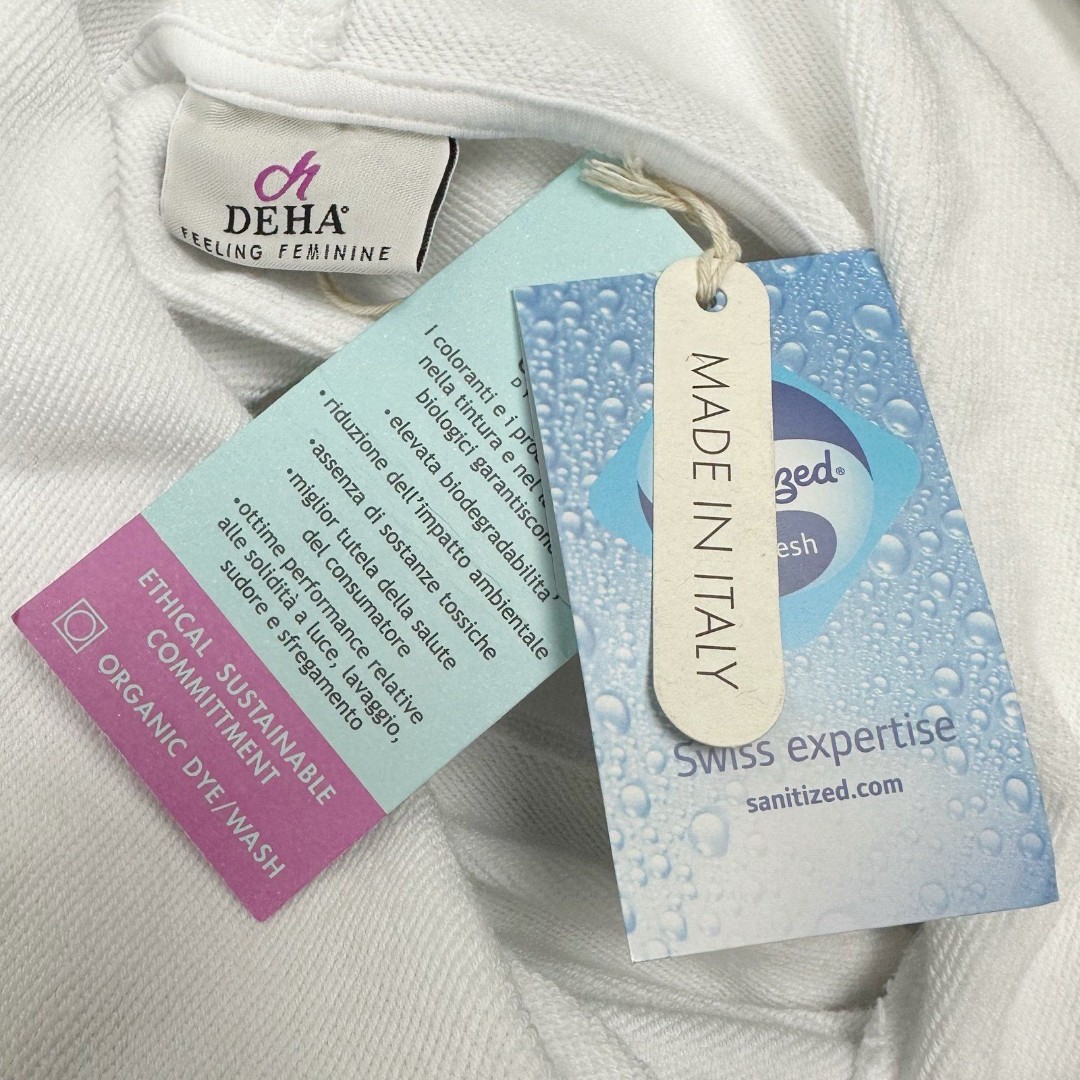 dh
DEHA
FEELING FEMININE
I coloranti e i
nella tintura e nel
biologici
•elevata biodegradabilita'
•riduzione dell'impatto ambientale
•assenza di sostanze tossiche
•miglior tutela della salute
del consumatore
•ottime performance relative
alle solidità a luce, lavaggio,
sudore e sfregamento
ETHICAL SUSTAINABLE
COMMITTMENT
ORGANIC DYE/WASH
MADE IN ITALY
Swiss expertise
sanitized.com